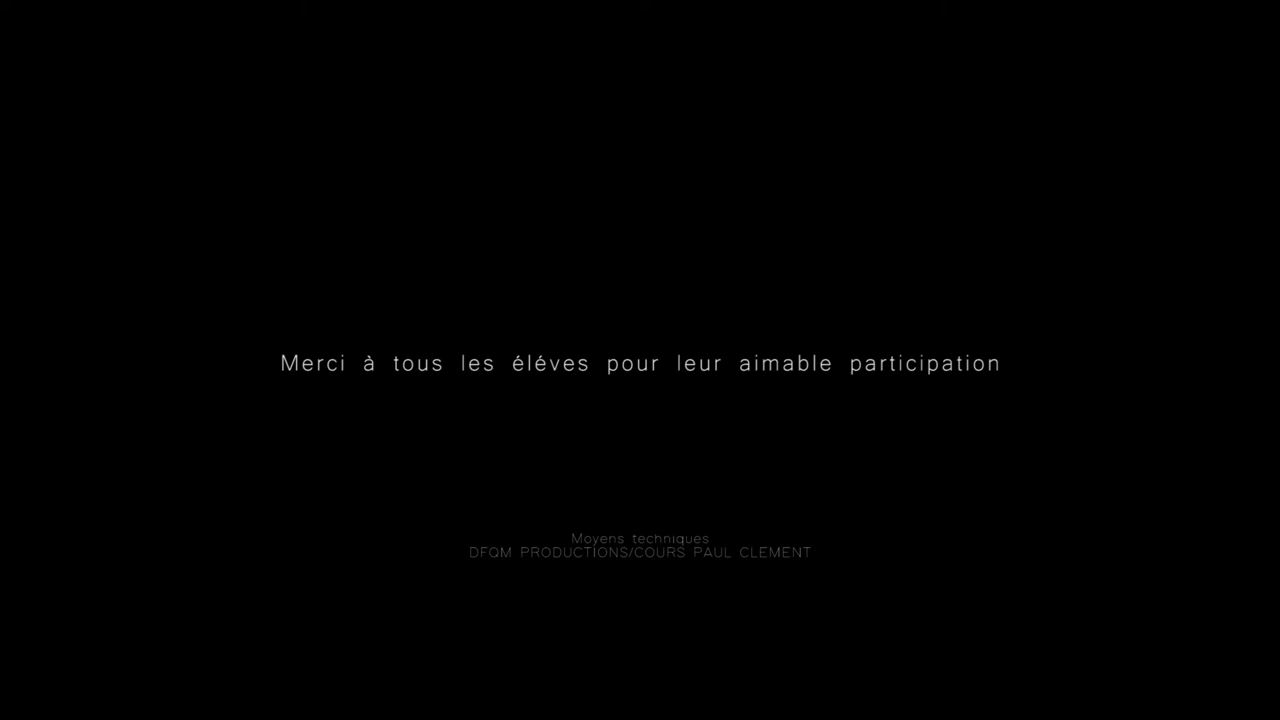 Merci à tous les éléves pour leur aimable participation
Moyens techniques
DFQM PRODUCTIONS/COURS PAUL CLEMENT